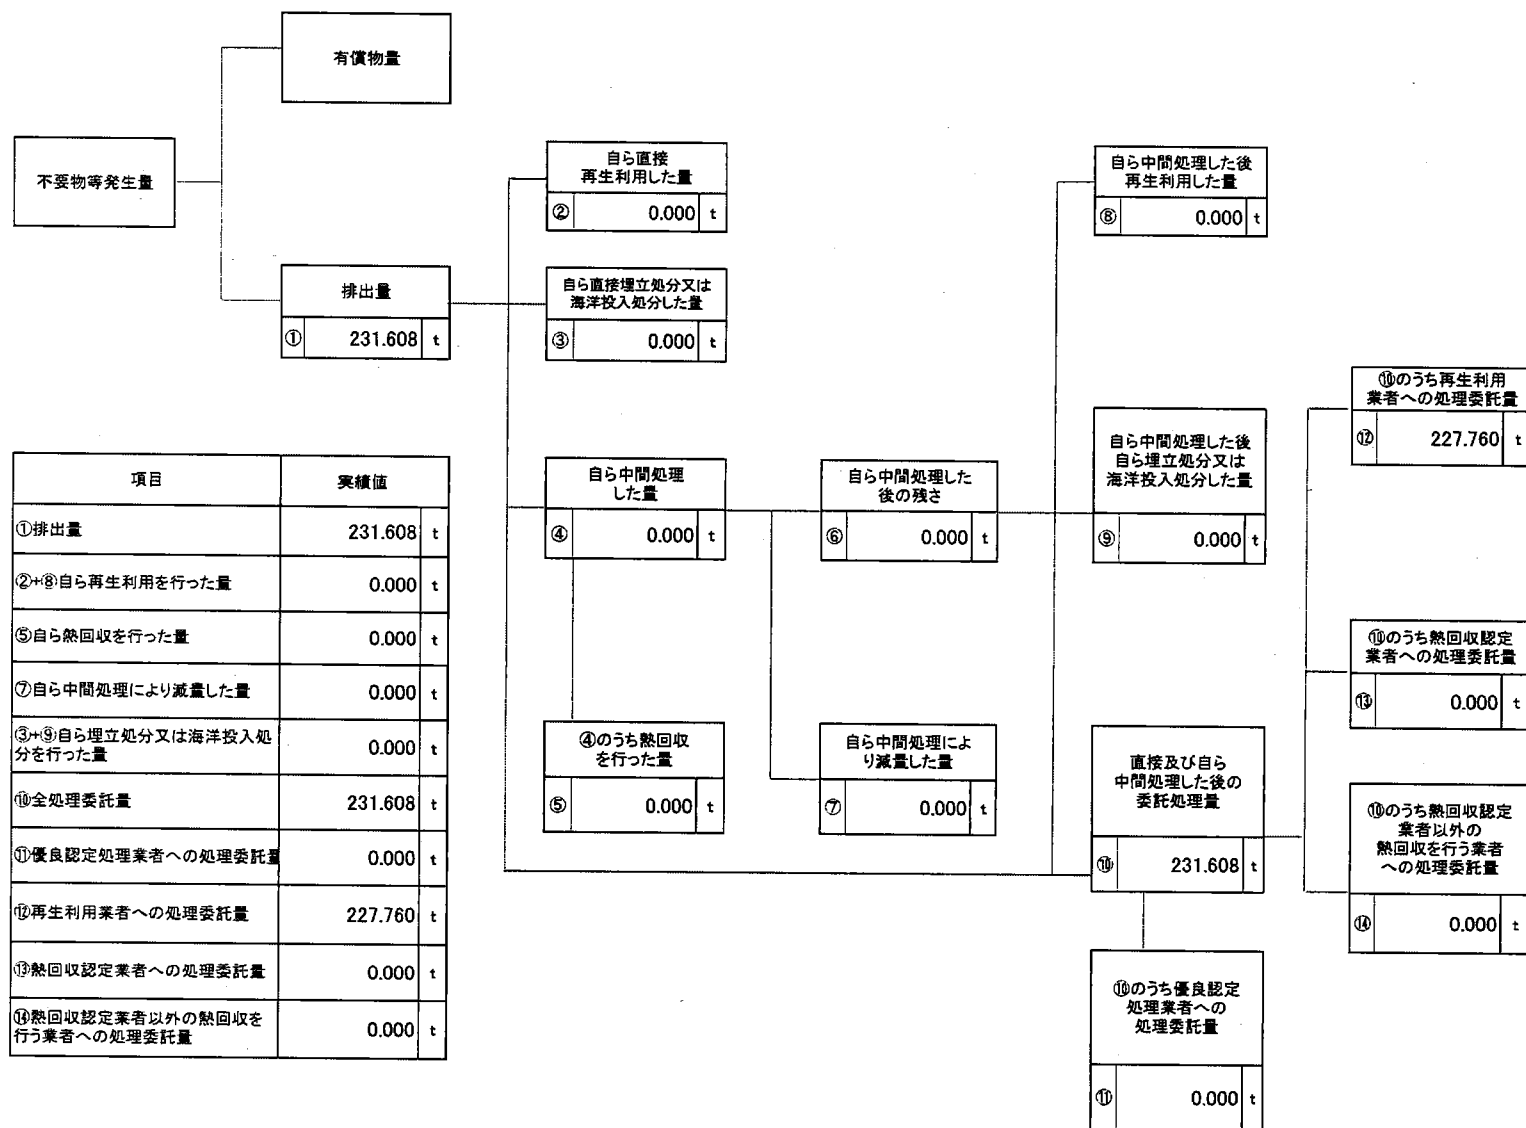 有償物量
不要物等発生量
排出量
① 231.608 t
自ら直接
再生利用した量
② 0.000 t
自ら直接埋立処分又は
海洋投入処分した量
③ 0.000 t
自ら中間処理
した量
④ 0.000 t
④のうち熱回収
を行った量
⑤ 0.000 t
自ら中間処理した
後の残さ
⑥ 0.000 t
自ら中間処理によ
り減量した量
⑦ 0.000 t
自ら中間処理した後
再生利用した量
⑧ 0.000 t
自ら中間処理した後
自ら埋立処分又は
海洋投入処分した量
⑨ 0.000 t
直接及び自ら
中間処理した後の
委託処理量
⑩ 231.608 t
⑩のうち優良認定
処理業者への
処理委託量
⑪ 0.000 t
⑩のうち再生利用
業者への処理委託量
⑫ 227.760 t
⑩のうち熱回収認定
業者への処理委託量
⑬ 0.000 t
⑩のうち熱回収認定
業者以外の
熱回収を行う業者
への処理委託量
⑭ 0.000 t
項目 実績値
①排出量 231.608 t
②+⑧自ら再生利用を行った量 0.000 t
⑤自ら熱回収を行った量 0.000 t
⑦自ら中間処理により減量した量 0.000 t
③+⑨自ら埋立処分又は海洋投入処
分を行った量 0.000 t
⑩全処理委託量 231.608 t
⑪優良認定処理業者への処理委託量 0.000 t
⑫再生利用業者への処理委託量 227.760 t
⑬熱回収認定業者への処理委託量 0.000 t
⑭熱回収認定業者以外の熱回収を
行う業者への処理委託量 0.000 t